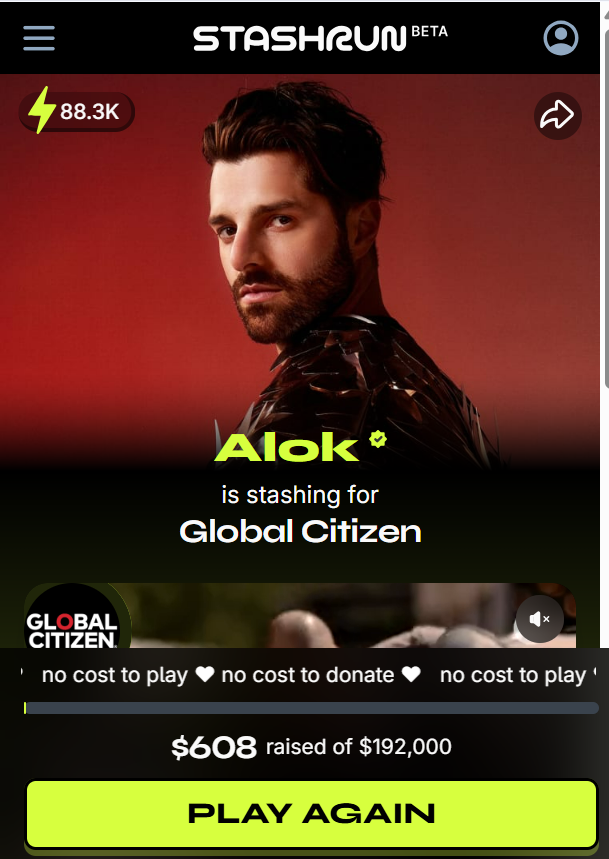 STASHRUN BETA
88.3K
Alok
is stashing for
Global Citizen
GLOBAL
CITIZEN.
no cost to play ♥ no cost to donate ♥ no cost to play
$608 raised of $192,000
PLAY AGAIN